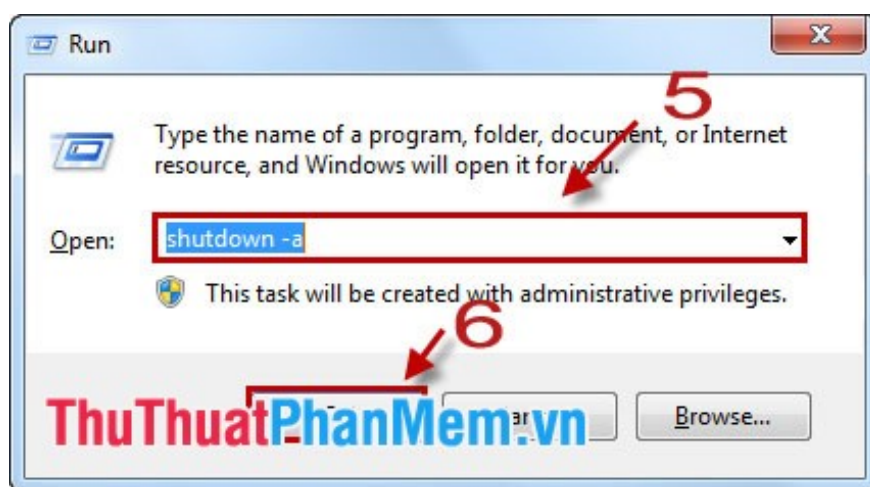 Run
5
Type the name of a program, folder, document, or Internet
resource, and Windows will open it for you.
Open: shutdown -a
This task will be created with administrative privileges.
6
ThuThuatPhanMem.vn
Browse...